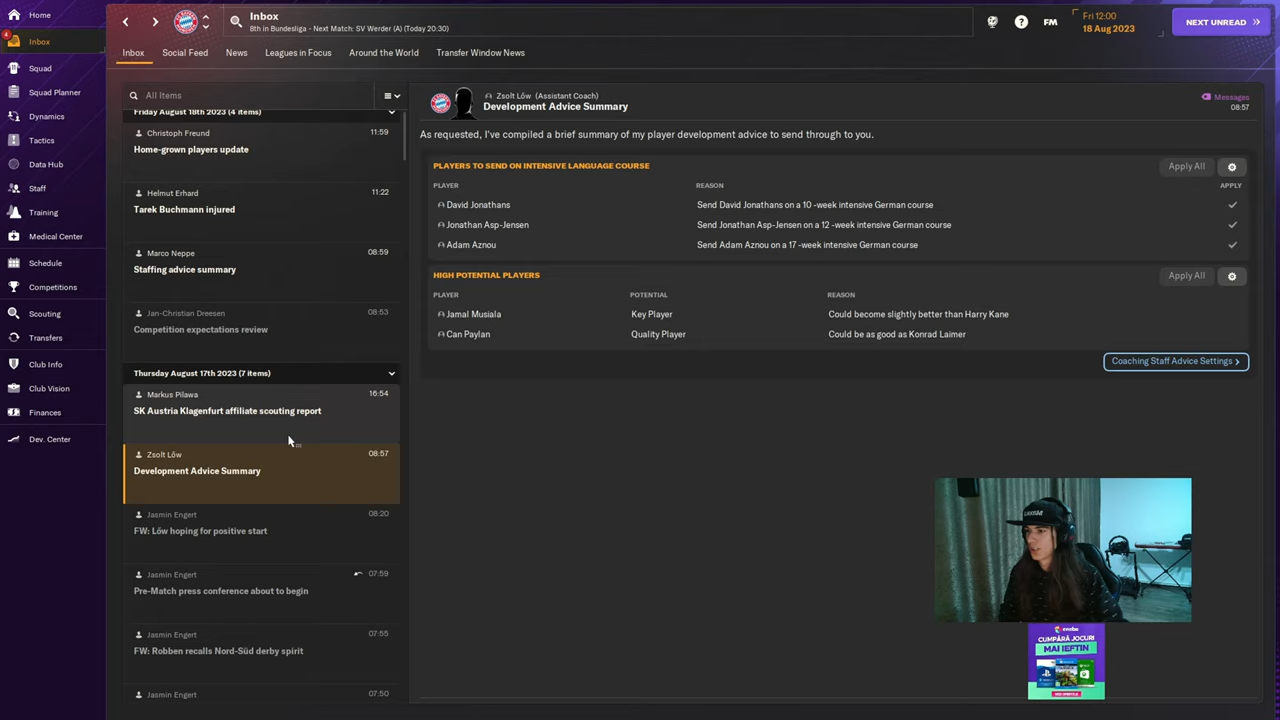 Home
4
Inbox
Squad
Squad Planner
Dynamics
Tactics
Data Hub
Staff
Training
Medical Center
Schedule
Competitions
Scouting
Transfers
Club Info
Club Vision
Finances
Dev. Center
Inbox
8th in Bundesliga - Next Match: SV Werder (A) (Today 20:30)
FM
Fri 12:00
18 Aug 2023
NEXT UNREAD
Inbox
Social Feed
News
Leagues in Focus
Around the World
Transfer Window News
All Items
Friday August 18th 2023 (4 items)
Christoph Freund 11:59
Home-grown players update
Helmut Erhard 11:22
Tarek Buchmann injured
Marco Neppe 08:59
Staffing advice summary
Jan-Christian Dreesen 08:53
Competition expectations review
Thursday August 17th 2023 (7 items)
Markus Pilawa 16:54
SK Austria Klagenfurt affiliate scouting report
Zsolt Lőw 08:57
Development Advice Summary
Jasmin Engert 08:20
FW: Lőw hoping for positive start
Jasmin Engert 07:59
Pre-Match press conference about to begin
Jasmin Engert 07:55
FW: Robben recalls Nord-Süd derby spirit
Jasmin Engert 07:50
Zsolt Lőw (Assistant Coach)
Development Advice Summary
Messages
08:57
As requested, I've compiled a brief summary of my player development advice to send through to you.
PLAYERS TO SEND ON INTENSIVE LANGUAGE COURSE Apply All
PLAYER REASON APPLY
David Jonathans Send David Jonathans on a 10 -week intensive German course
Jonathan Asp-Jensen Send Jonathan Asp-Jensen on a 12 -week intensive German course
Adam Aznou Send Adam Aznou on a 17 -week intensive German course
HIGH POTENTIAL PLAYERS Apply All
PLAYER POTENTIAL REASON
Jamal Musiala Key Player Could become slightly better than Harry Kane
Can Paylan Quality Player Could be as good as Konrad Laimer
Coaching Staff Advice Settings
eneba
CUMPĂRĂ JOCURI
MAI IEFTIN